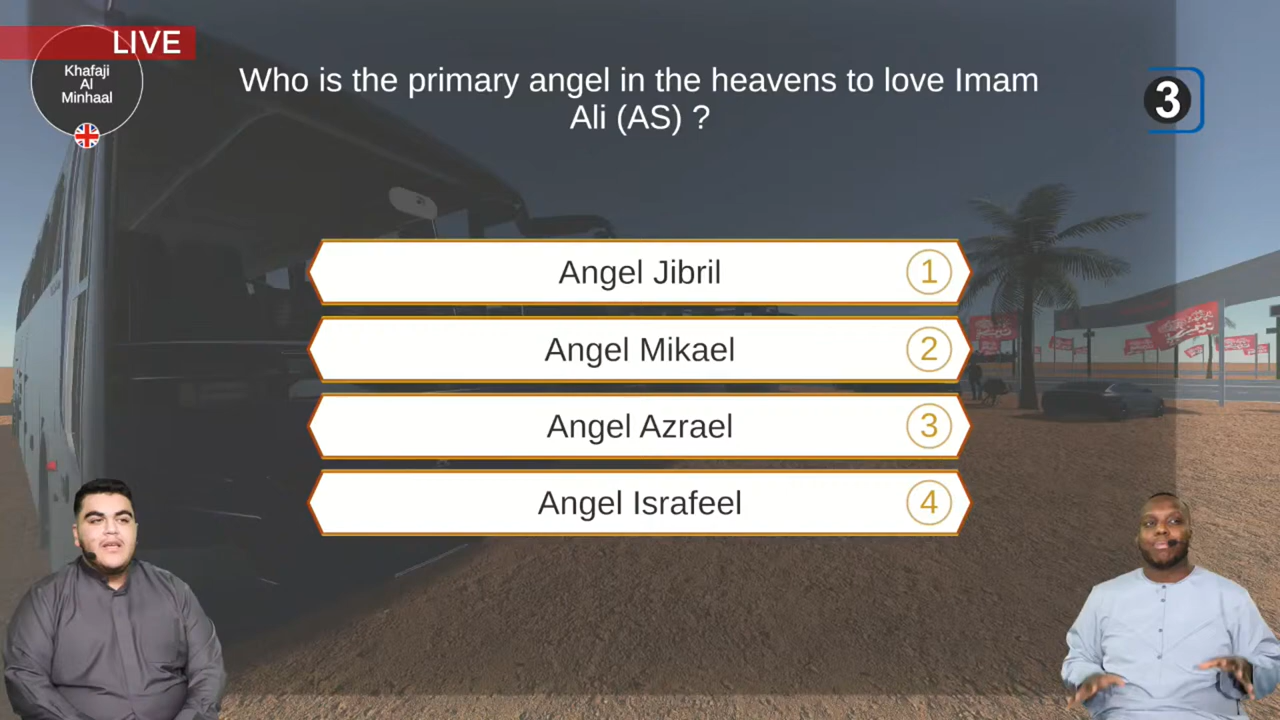 LIVE
Khafaji
Al
Minhaal
Who is the primary angel in the heavens to love Imam
Ali (AS) ?
3
Angel Jibril 1
Angel Mikael 2
Angel Azrael 3
Angel Israfeel 4